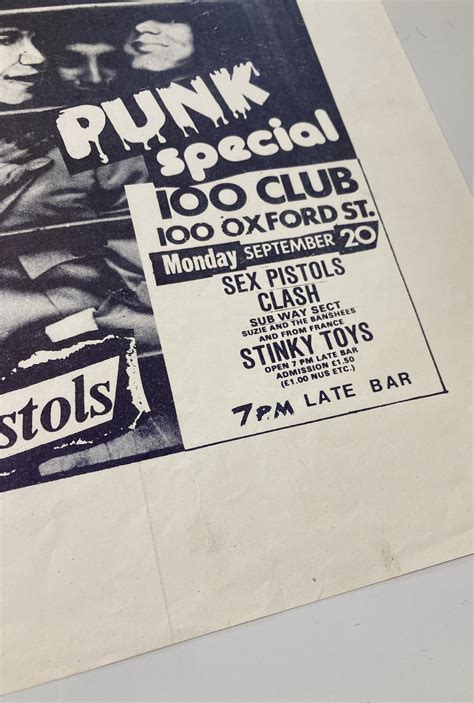 PUNK
special
100 CLUB
100 OXFORD ST.
Monday SEPTEMBER 20
SEX PISTOLS
CLASH
SUB WAY SECT
SUZIE AND THE BANSHEES
AND FROM FRANCE
STINKY TOYS
OPEN 7 PM LATE BAR
ADMISSION £1.50
(£1.00 NUS ETC.)
7PM LATE BAR
stols